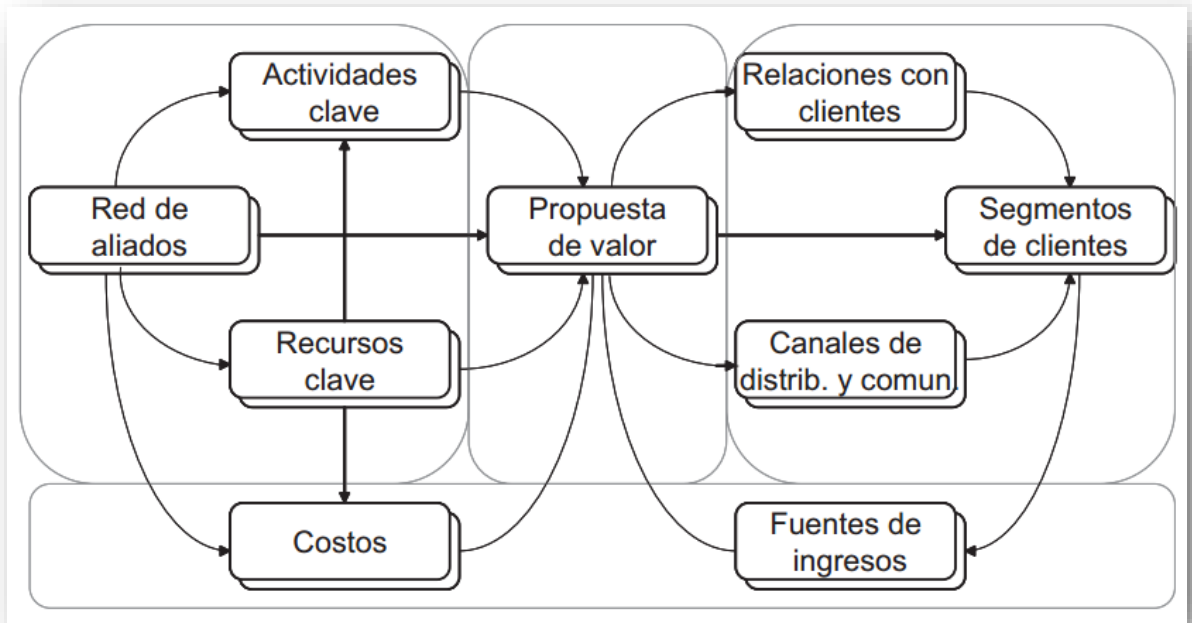 Actividades
clave
Relaciones con
clientes
Red de
aliados
Propuesta
de valor
Segmentos
de clientes
Recursos
clave
Canales de
distrib. y comun.
Costos
Fuentes de
ingresos